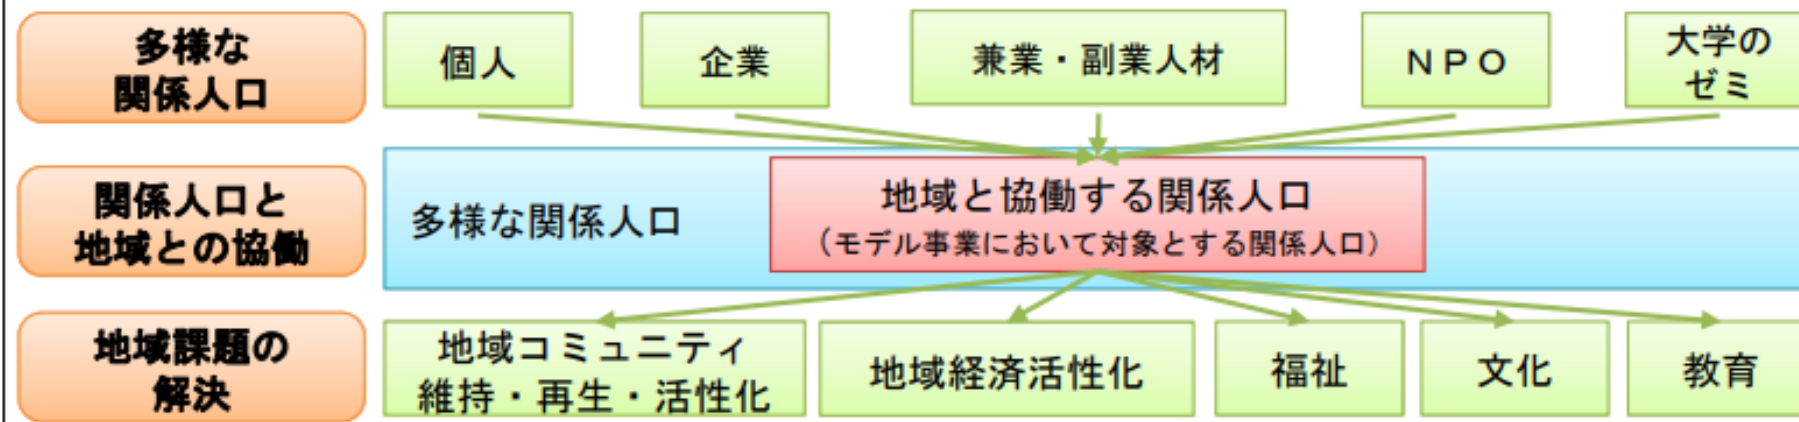 多様な
関係人口
個人
企業
兼業・副業人材
ＮＰＯ
大学の
ゼミ
関係人口と
地域との協働
多様な関係人口
地域と協働する関係人口
（モデル事業において対象とする関係人口）
地域課題の
解決
地域コミュニティ
維持・再生・活性化
地域経済活性化
福祉
文化
教育